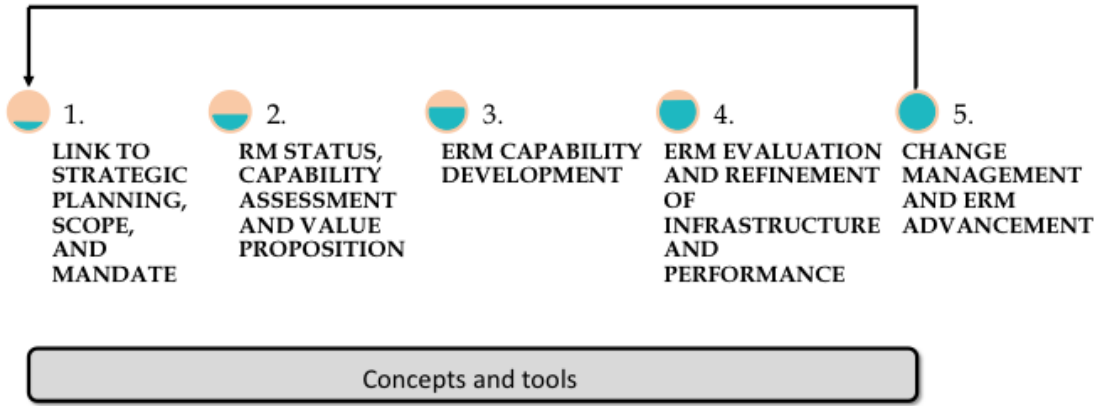 1.
LINK TO
STRATEGIC
PLANNING,
SCOPE,
AND
MANDATE
2.
RM STATUS,
CAPABILITY
ASSESSMENT
AND VALUE
PROPOSITION
3.
ERM CAPABILITY
DEVELOPMENT
4.
ERM EVALUATION
AND REFINEMENT
OF
INFRASTRUCTURE
AND
PERFORMANCE
5.
CHANGE
MANAGEMENT
AND ERM
ADVANCEMENT
Concepts and tools